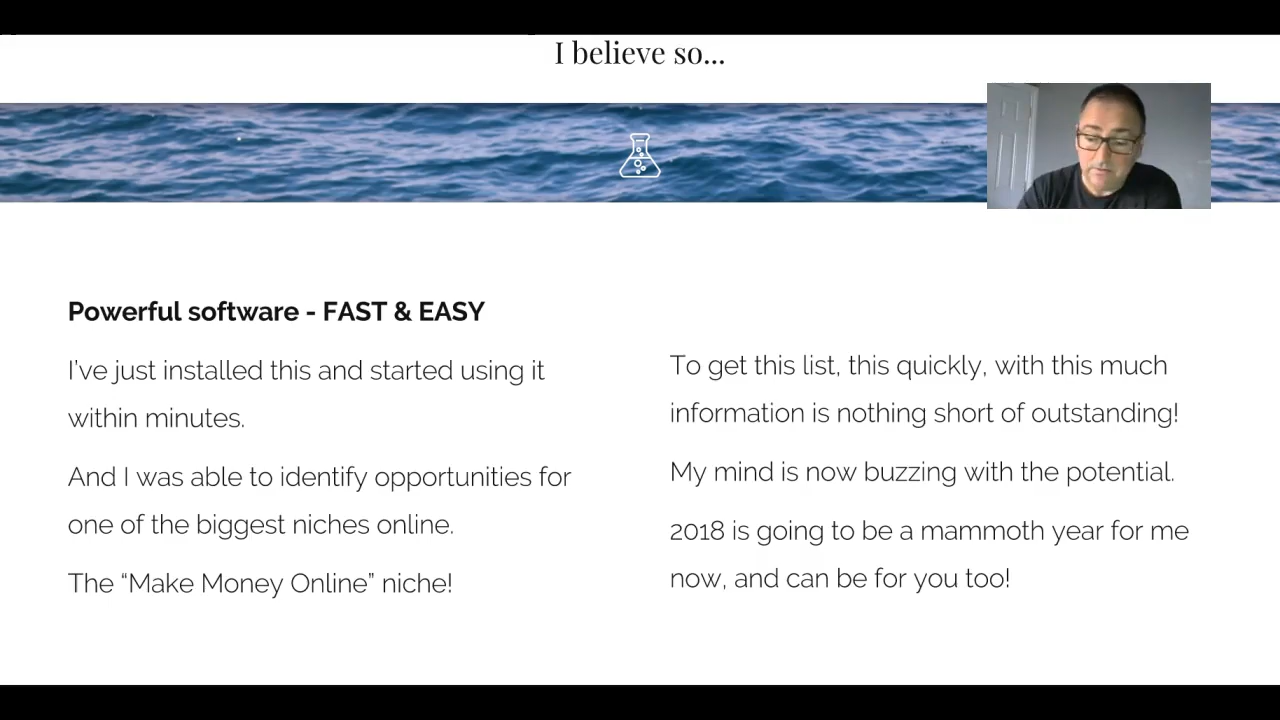 I believe so...
Powerful software - FAST & EASY
I've just installed this and started using it
within minutes.
And I was able to identify opportunities for
one of the biggest niches online.
The “Make Money Online” niche!
To get this list, this quickly, with this much
information is nothing short of outstanding!
My mind is now buzzing with the potential.
2018 is going to be a mammoth year for me
now, and can be for you too!